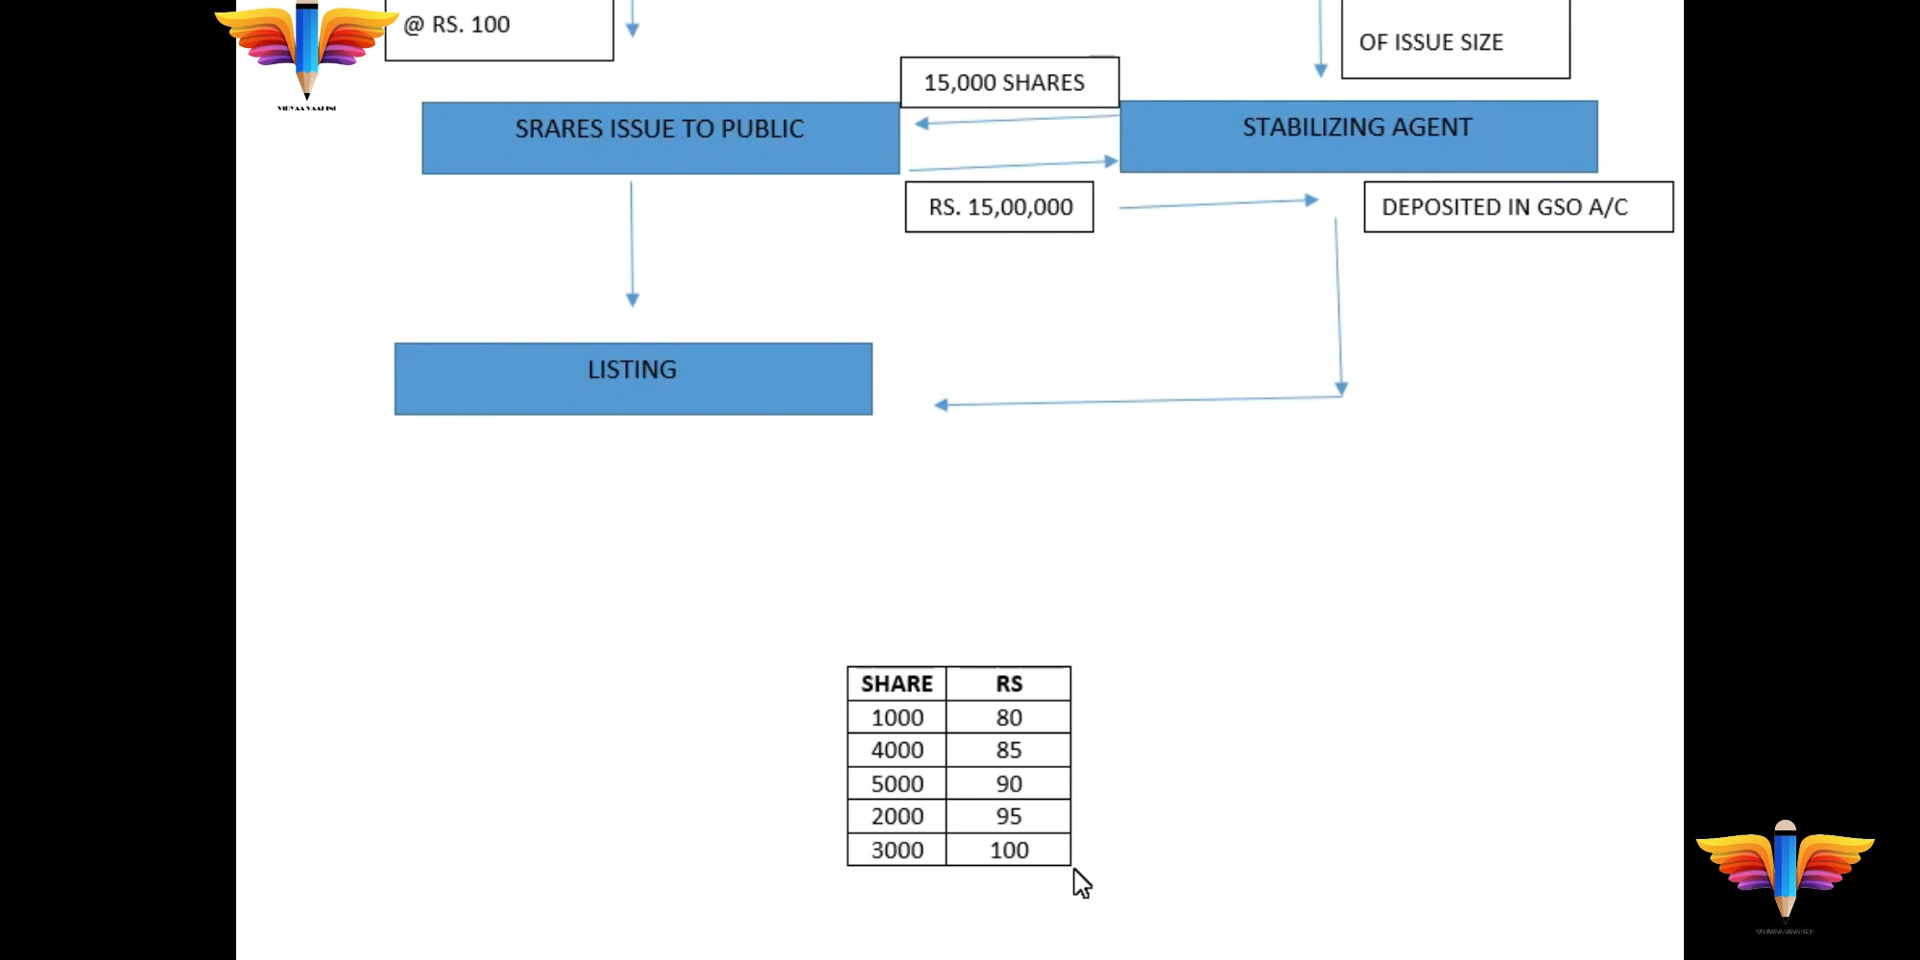 @ RS. 100
OF ISSUE SIZE
15,000 SHARES
SRARES ISSUE TO PUBLIC
STABILIZING AGENT
RS. 15,00,000
DEPOSITED IN GSO A/C
LISTING
SHARE RS
1000 80
4000 85
5000 90
2000 95
3000 100